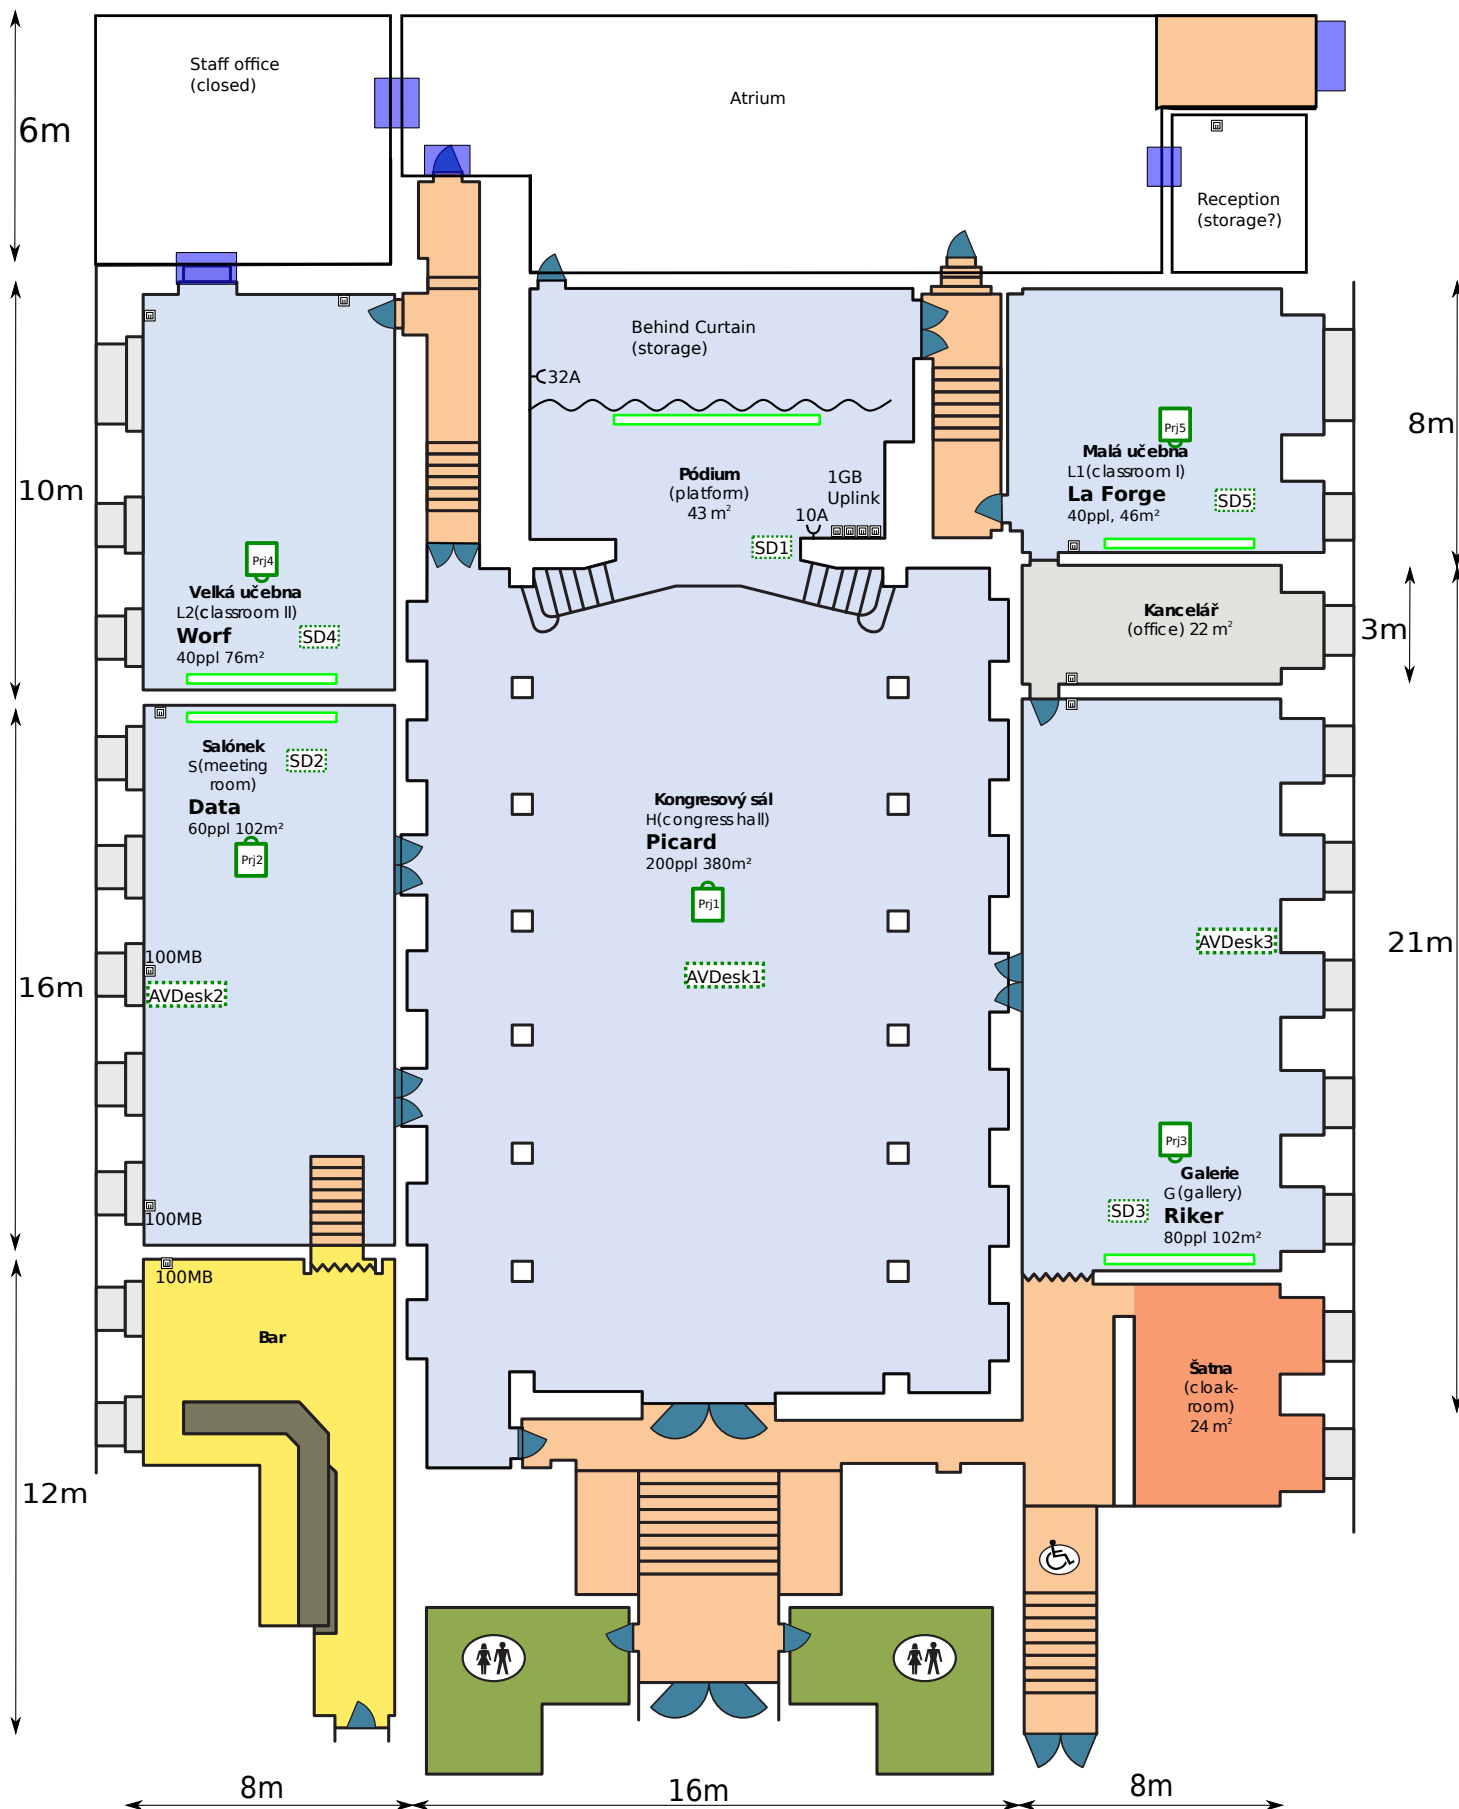 Staff office
(closed)
Atrium
6m
Reception
(storage?)
Behind Curtain
(storage)
32A
8m
10m
Pódium
(platform)
43 m²
1GB
Uplink
10A
SD1
Prj5
Malá učebna
L1(classroom I)
La Forge
40ppl, 46m²
SD5
Prj4
Velká učebna
L2(classroom II)
Worf
40ppl 76m²
SD4
Kancelář
(office) 22 m²
3m
Salónek
S(meeting
room)
Data
60ppl 102m²
SD2
Prj2
Kongresový sál
H(congress hall)
Picard
200ppl 380m²
Prj1
AVDesk1
AVDesk3
21m
16m
100MB
AVDesk2
100MB
Prj3
Galerie
G(gallery)
Riker
80ppl 102m²
SD3
100MB
Bar
Šatna
(cloak-
room)
24 m²
12m
8m
16m
8m